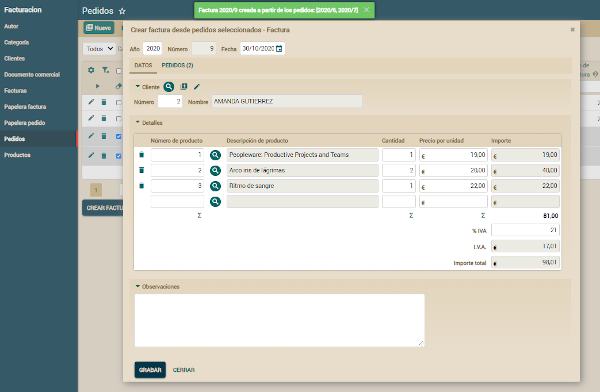 Facturacion
Autor
Categoría
Clientes
Documento comercial
Facturas
Papelera factura
Papelera pedido
Pedidos
Productos
Pedidos
Factura 2020/9 creada a partir de los pedidos: [2020/6, 2020/7]
Nuevo
Todos
CREAR FACTU
1
Crear factura desde pedidos seleccionados - Factura
Año 2020 Número 9 Fecha 30/10/2020
DATOS PEDIDOS (2)
Cliente
Número 2 Nombre AMANDA GUTIERREZ
Detalles
Número de producto Descripción de producto Cantidad Precio por unidad Importe
1 Peopleware: Productive Projects and Teams 1 € 19,00 € 19,00
2 Arco iris de lágrimas 2 € 20,00 € 40,00
3 Ritmo de sangre 1 € 22,00 € 22,00
€ €
Σ Σ Σ 81,00
% IVA 21
I.V.A. € 17,01
Importe total € 98,01
Observaciones
GRABAR CERRAR